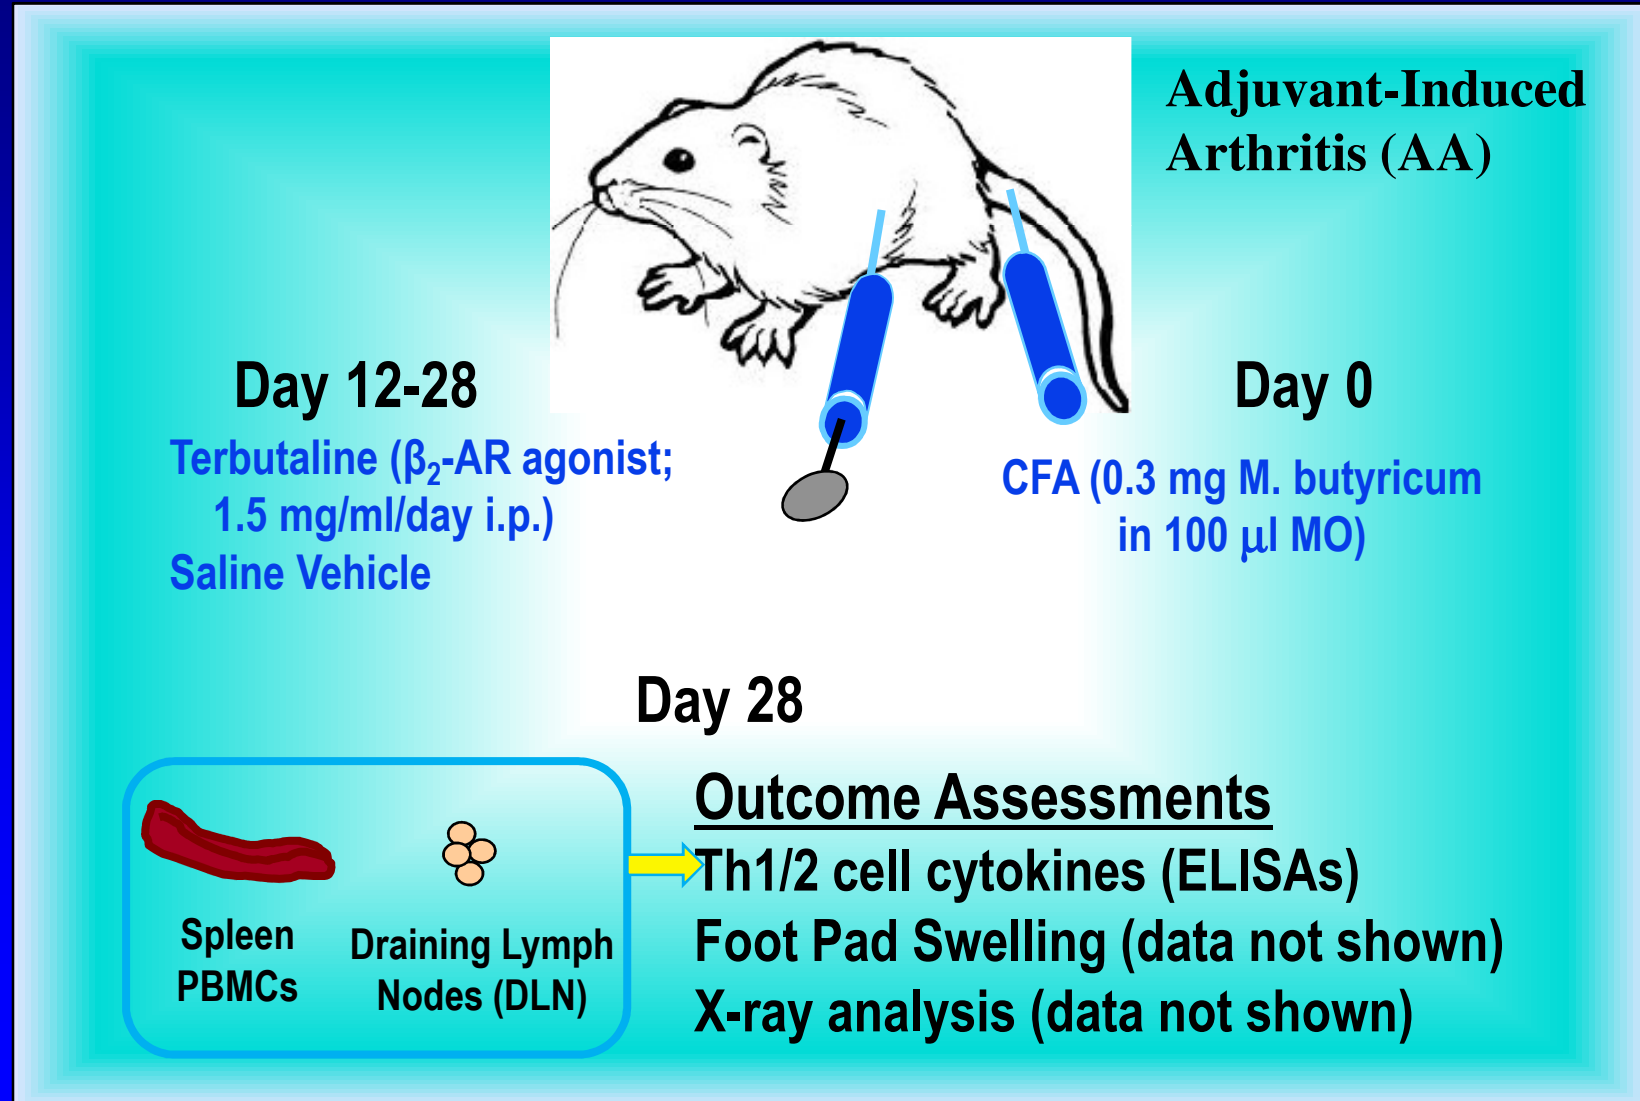 Adjuvant-Induced
Arthritis (AA)
Day 12-28
Terbutaline (β₂-AR agonist;
1.5 mg/ml/day i.p.)
Saline Vehicle
Day 0
CFA (0.3 mg M. butyricum
in 100 μl MO)
Day 28
Spleen
PBMCs
Draining Lymph
Nodes (DLN)
Outcome Assessments
Th1/2 cell cytokines (ELISAs)
Foot Pad Swelling (data not shown)
X-ray analysis (data not shown)